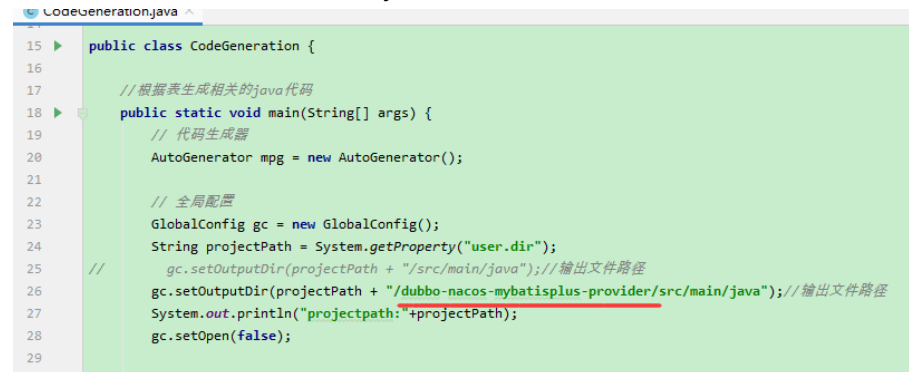 CodeGeneration.java ×
15 public class CodeGeneration {
16
17 //根据表生成相关的java代码
18 public static void main(String[] args) {
19 // 代码生成器
20 AutoGenerator mpg = new AutoGenerator();
21
22 // 全局配置
23 GlobalConfig gc = new GlobalConfig();
24 String projectPath = System.getProperty("user.dir");
25 // gc.setOutputDir(projectPath + "/src/main/java");//输出文件路径
26 gc.setOutputDir(projectPath + "/dubbo-nacos-mybatisplus-provider/src/main/java");//输出文件路径
27 System.out.println("projectpath:"+projectPath);
28 gc.setOpen(false);
29